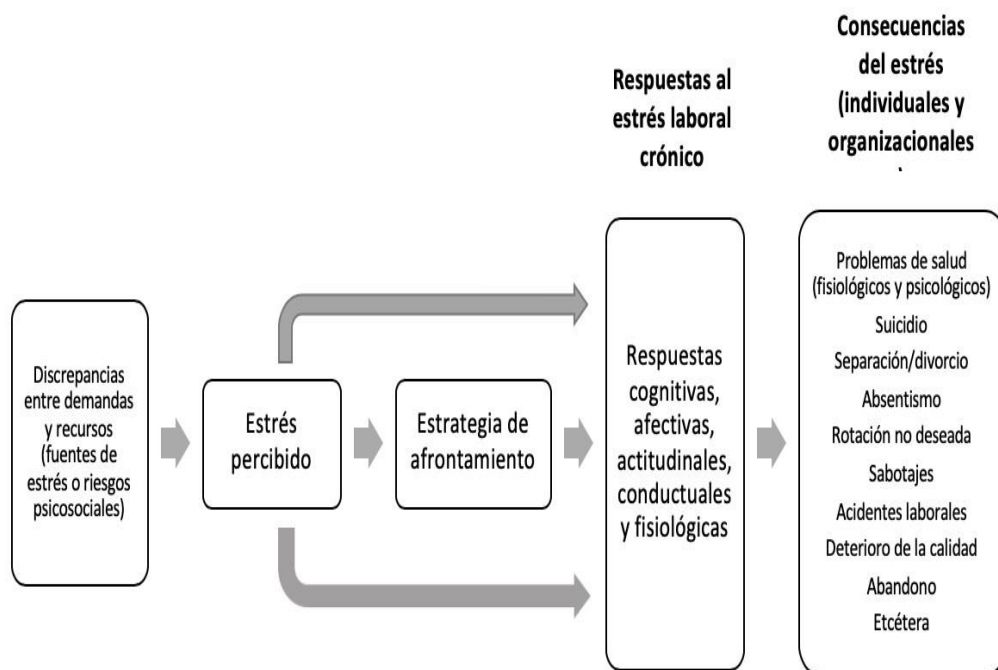 Respuestas al
estrés laboral
crónico
Consecuencias
del estrés
(individuales y
organizacionales
Discrepancias
entre demandas
y recursos
(fuentes de
estrés o riesgos
psicosociales)
Estrés
percibido
Estrategia de
afrontamiento
Respuestas
cognitivas,
afectivas,
actitudinales,
conductuales
y fisiológicas
Problemas de salud
(fisiológicos y psicológicos)
Suicidio
Separación/divorcio
Absentismo
Rotación no deseada
Sabotajes
Acidentes laborales
Deterioro de la calidad
Abandono
Etcétera